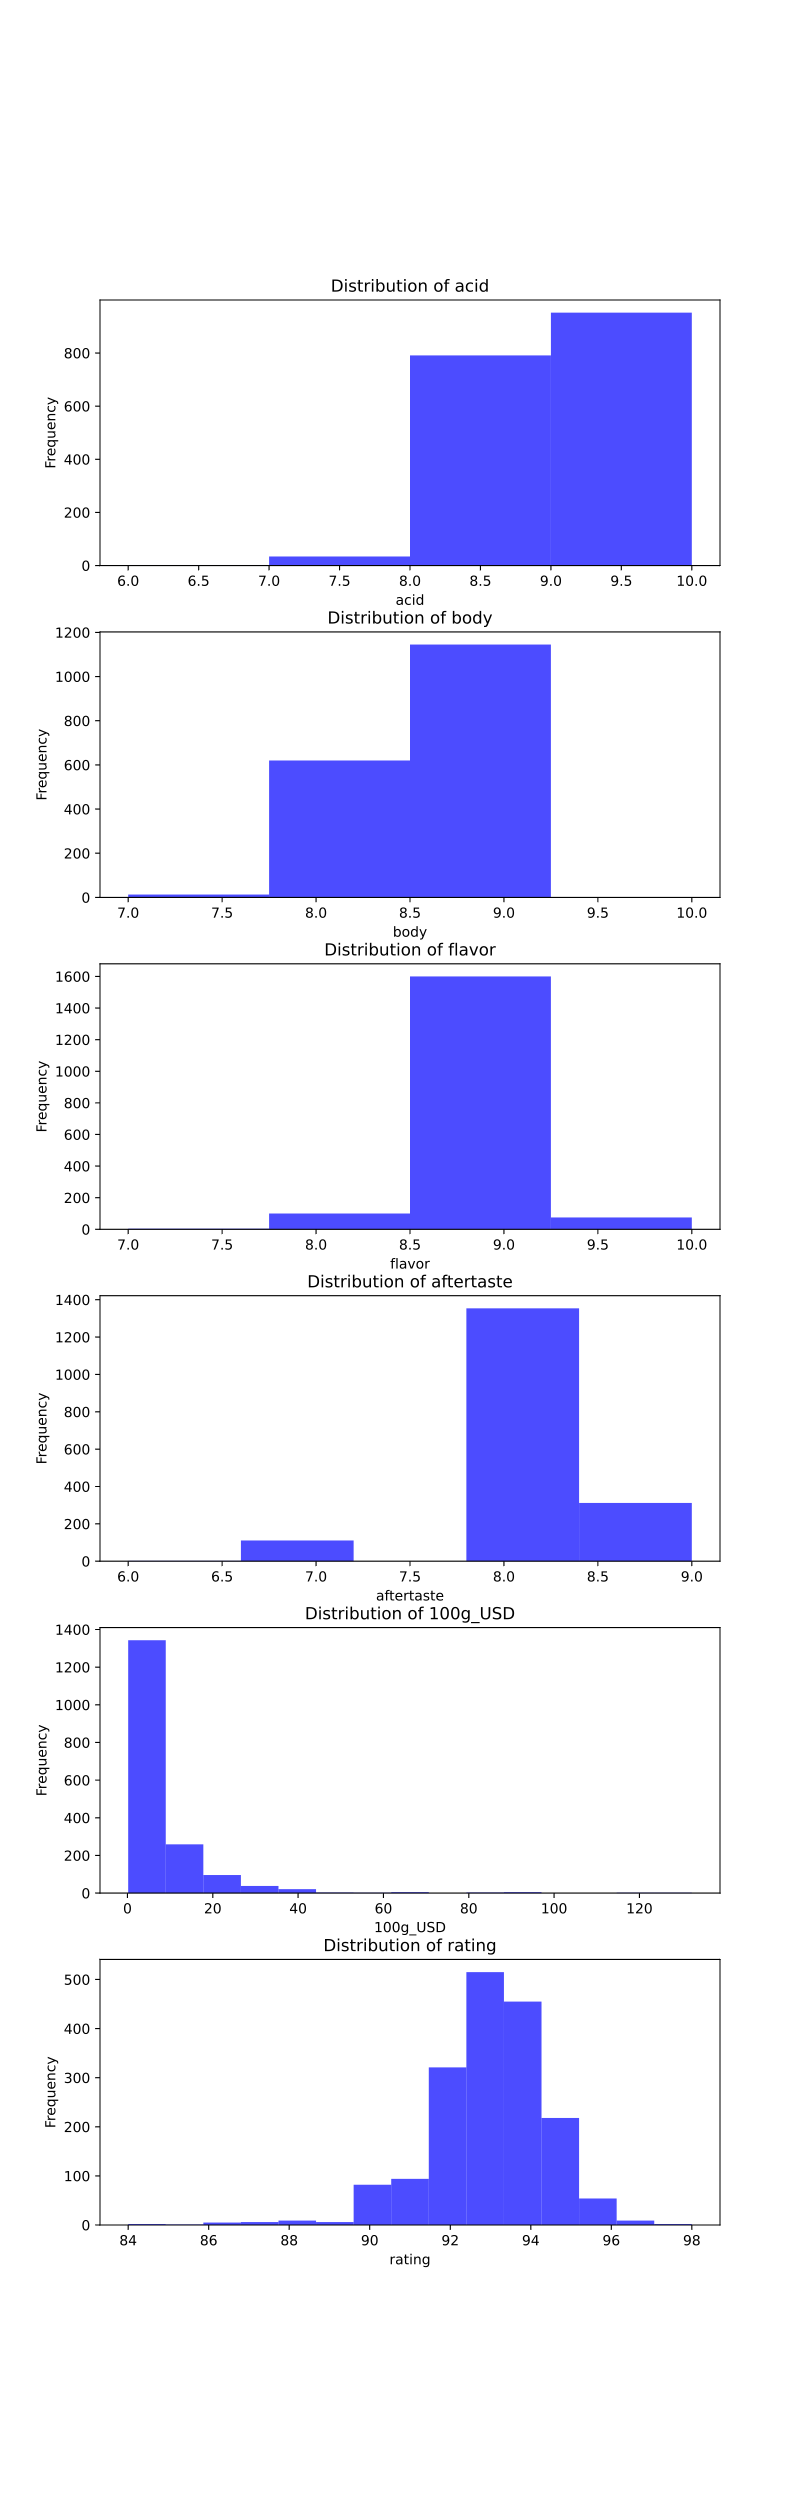 Distribution of acid
800
600
400
200
0
Frequency
6.0 6.5 7.0 7.5 8.0 8.5 9.0 9.5 10.0
acid
Distribution of body
1200
1000
800
600
400
200
0
Frequency
7.0 7.5 8.0 8.5 9.0 9.5 10.0
body
Distribution of flavor
1600
1400
1200
1000
800
600
400
200
0
Frequency
7.0 7.5 8.0 8.5 9.0 9.5 10.0
flavor
Distribution of aftertaste
1400
1200
1000
800
600
400
200
0
Frequency
6.0 6.5 7.0 7.5 8.0 8.5 9.0
aftertaste
Distribution of 100g_USD
1400
1200
1000
800
600
400
200
0
Frequency
0 20 40 60 80 100 120
100g_USD
Distribution of rating
500
400
300
200
100
0
Frequency
84 86 88 90 92 94 96 98
rating